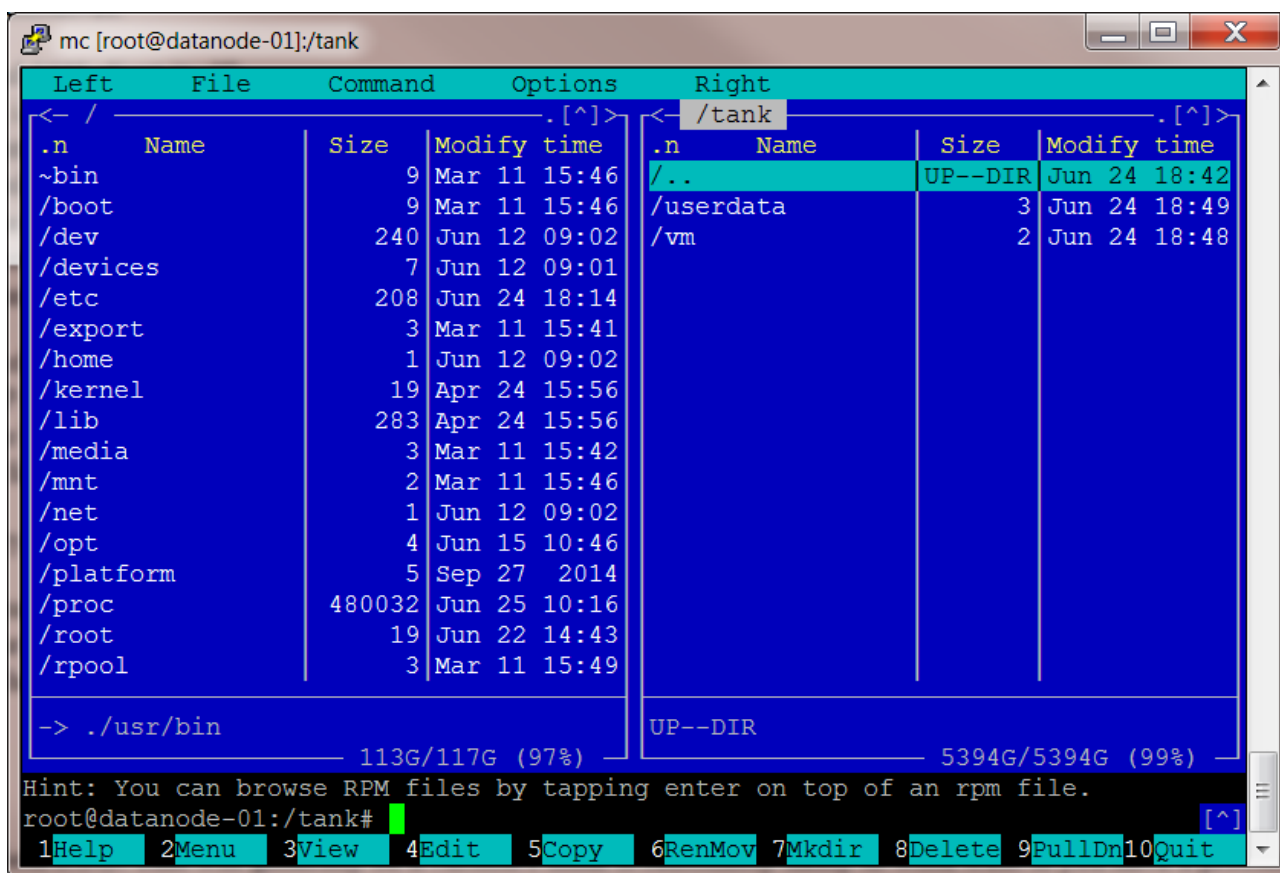 mc [root@datanode-01]:/tank
Left File Command Options Right
<- / .[^]> <- /tank .[^]>
.n Name Size Modify time .n Name Size Modify time
~bin 9 Mar 11 15:46 /.. UP--DIR Jun 24 18:42
/boot 9 Mar 11 15:46 /userdata 3 Jun 24 18:49
/dev 240 Jun 12 09:02 /vm 2 Jun 24 18:48
/devices 7 Jun 12 09:01
/etc 208 Jun 24 18:14
/export 3 Mar 11 15:41
/home 1 Jun 12 09:02
/kernel 19 Apr 24 15:56
/lib 283 Apr 24 15:56
/media 3 Mar 11 15:42
/mnt 2 Mar 11 15:46
/net 1 Jun 12 09:02
/opt 4 Jun 15 10:46
/platform 5 Sep 27 2014
/proc 480032 Jun 25 10:16
/root 19 Jun 22 14:43
/rpool 3 Mar 11 15:49
-> ./usr/bin UP--DIR
113G/117G (97%) 5394G/5394G (99%)
Hint: You can browse RPM files by tapping enter on top of an rpm file.
root@datanode-01:/tank# [^]
1Help 2Menu 3View 4Edit 5Copy 6RenMov 7Mkdir 8Delete 9PullDn 10Quit